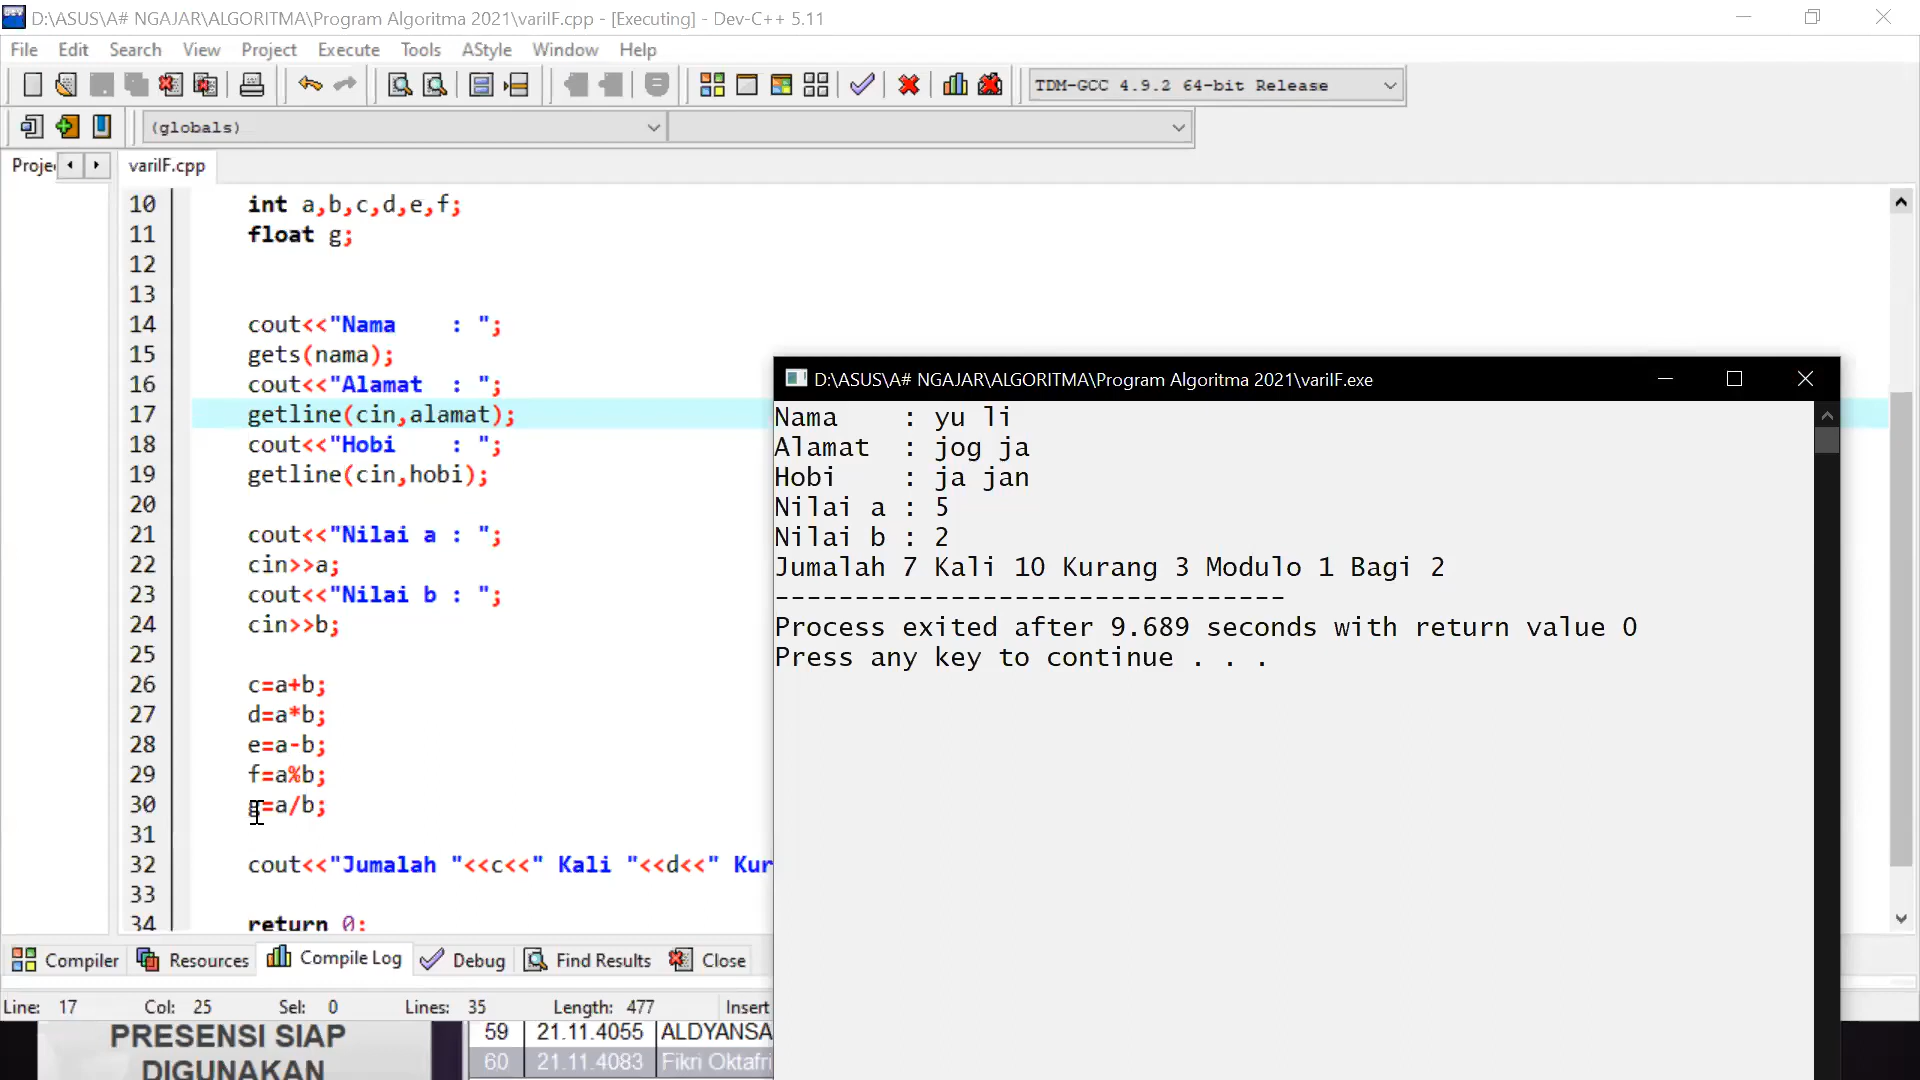 D:\ASUS\A# NGAJAR\ALGORITMA\Program Algoritma 2021\variIF.cpp - [Executing] - Dev-C++ 5.11
File Edit Search View Project Execute Tools AStyle Window Help
TDM-GCC 4.9.2 64-bit Release
(globals)
Proje variIF.cpp
10 int a,b,c,d,e,f;
11 float g;
12
13
14 cout<<"Nama    : ";
15 gets(nama);
16 cout<<"Alamat  : ";
17 getline(cin,alamat);
18 cout<<"Hobi    : ";
19 getline(cin,hobi);
20
21 cout<<"Nilai a : ";
22 cin>>a;
23 cout<<"Nilai b : ";
24 cin>>b;
25
26 c=a+b;
27 d=a*b;
28 e=a-b;
29 f=a%b;
30 g=a/b;
31
32 cout<<"Jumalah "<<c<<" Kali "<<d<<" Kur
33
34 return 0;
D:\ASUS\A# NGAJAR\ALGORITMA\Program Algoritma 2021\variIF.exe
Nama    : yu li
Alamat  : jog ja
Hobi    : ja jan
Nilai a : 5
Nilai b : 2
Jumalah 7 Kali 10 Kurang 3 Modulo 1 Bagi 2
--------------------------------
Process exited after 9.689 seconds with return value 0
Press any key to continue . . .
Compiler Resources Compile Log Debug Find Results Close
Line: 17 Col: 25 Sel: 0 Lines: 35 Length: 477 Insert
PRESENSI SIAP
DIGUNAKAN
59 21.11.4055 ALDYANSA
60 21.11.4083 Fikri Oktafri